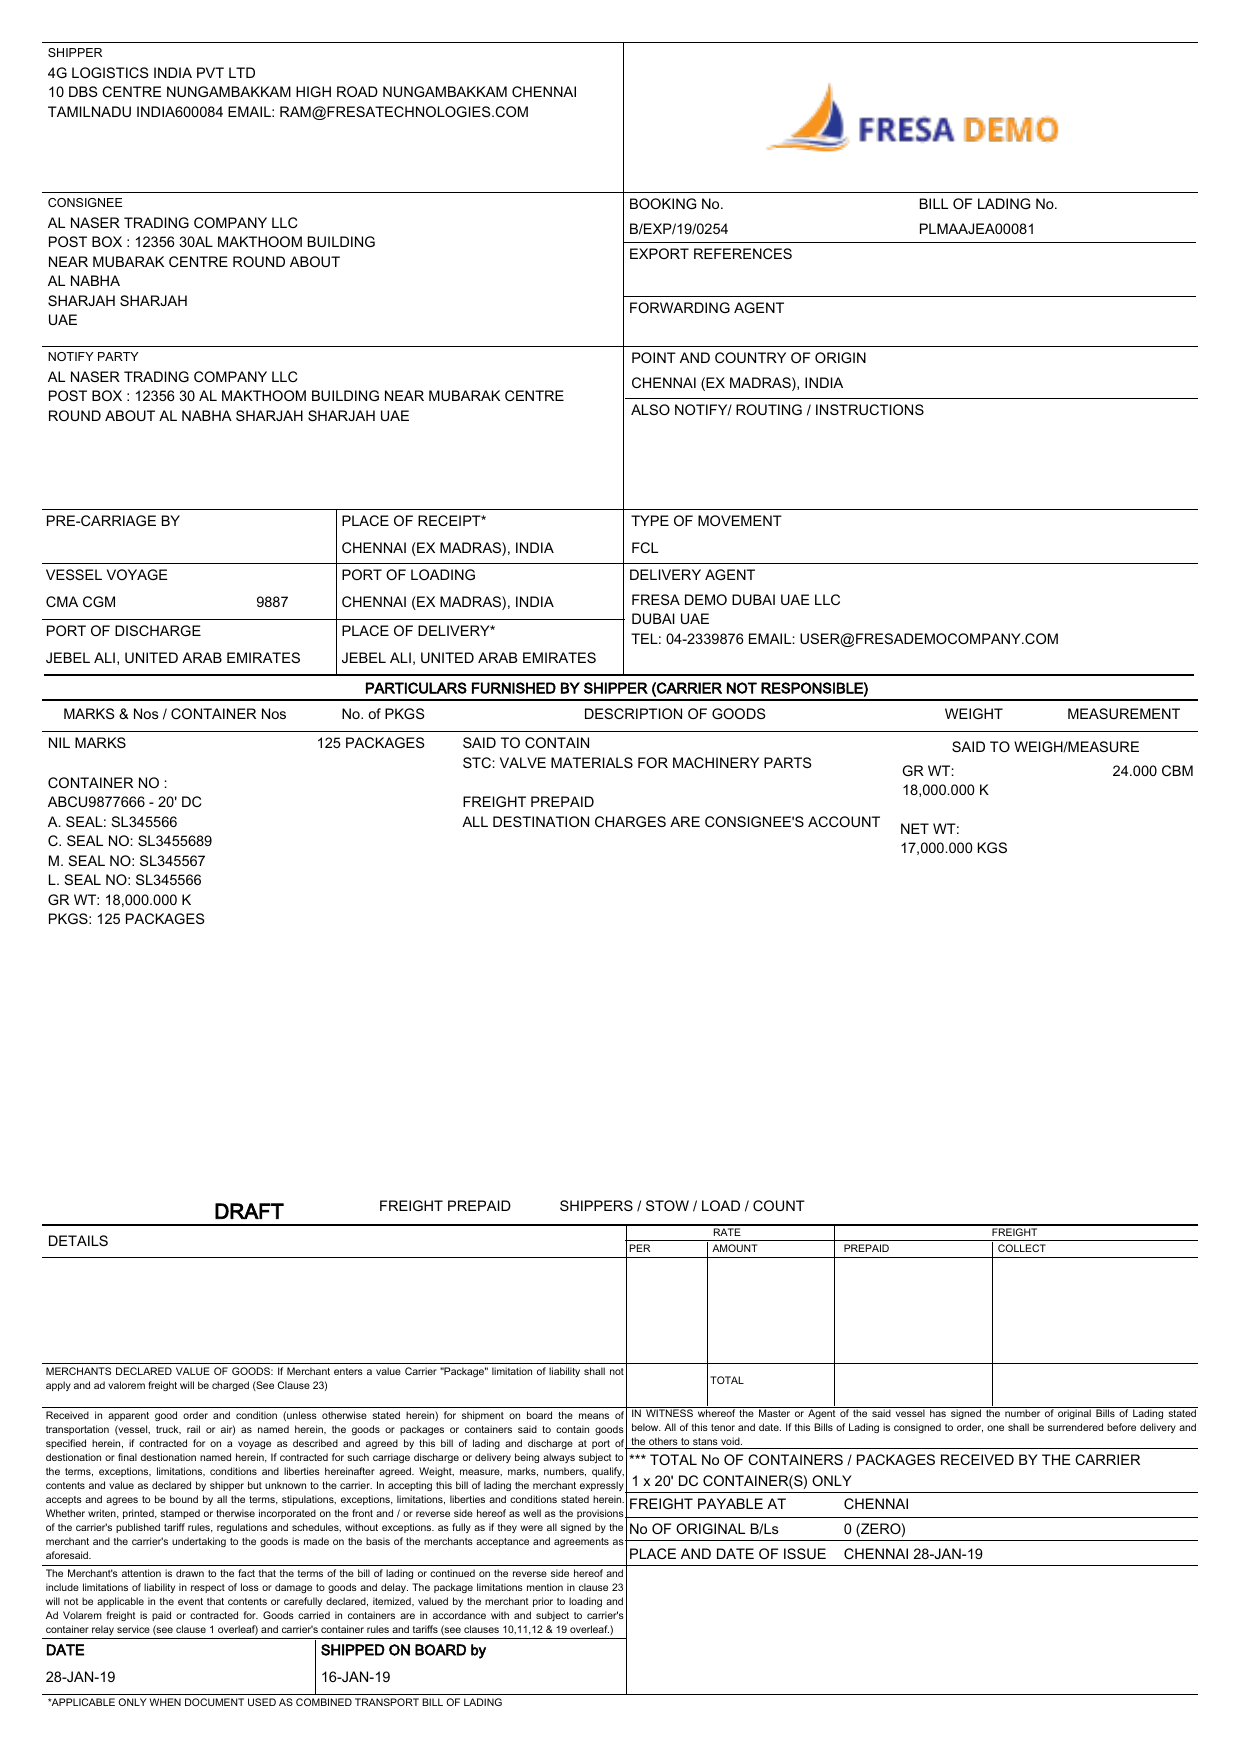 SHIPPER
4G LOGISTICS INDIA PVT LTD
10 DBS CENTRE NUNGAMBAKKAM HIGH ROAD NUNGAMBAKKAM CHENNAI
TAMILNADU INDIA600084 EMAIL: RAM@FRESATECHNOLOGIES.COM
FRESA DEMO
CONSIGNEE
AL NASER TRADING COMPANY LLC
POST BOX : 12356 30AL MAKTHOOM BUILDING
NEAR MUBARAK CENTRE ROUND ABOUT
AL NABHA
SHARJAH SHARJAH
UAE
BOOKING No. BILL OF LADING No.
B/EXP/19/0254 PLMAAJEA00081
EXPORT REFERENCES
FORWARDING AGENT
NOTIFY PARTY
AL NASER TRADING COMPANY LLC
POST BOX : 12356 30 AL MAKTHOOM BUILDING NEAR MUBARAK CENTRE
ROUND ABOUT AL NABHA SHARJAH SHARJAH UAE
POINT AND COUNTRY OF ORIGIN
CHENNAI (EX MADRAS), INDIA
ALSO NOTIFY/ ROUTING / INSTRUCTIONS
PRE-CARRIAGE BY
PLACE OF RECEIPT*
CHENNAI (EX MADRAS), INDIA
TYPE OF MOVEMENT
FCL
VESSEL VOYAGE
CMA CGM 9887
PORT OF LOADING
CHENNAI (EX MADRAS), INDIA
DELIVERY AGENT
FRESA DEMO DUBAI UAE LLC
DUBAI UAE
TEL: 04-2339876 EMAIL: USER@FRESADEMOCOMPANY.COM
PORT OF DISCHARGE
JEBEL ALI, UNITED ARAB EMIRATES
PLACE OF DELIVERY*
JEBEL ALI, UNITED ARAB EMIRATES
PARTICULARS FURNISHED BY SHIPPER (CARRIER NOT RESPONSIBLE)
MARKS & Nos / CONTAINER Nos No. of PKGS DESCRIPTION OF GOODS WEIGHT MEASUREMENT
NIL MARKS
CONTAINER NO :
ABCU9877666 - 20' DC
A. SEAL: SL345566
C. SEAL NO: SL3455689
M. SEAL NO: SL345567
L. SEAL NO: SL345566
GR WT: 18,000.000 K
PKGS: 125 PACKAGES
125 PACKAGES
SAID TO CONTAIN
STC: VALVE MATERIALS FOR MACHINERY PARTS
FREIGHT PREPAID
ALL DESTINATION CHARGES ARE CONSIGNEE'S ACCOUNT
SAID TO WEIGH/MEASURE
GR WT: 24.000 CBM
18,000.000 K
NET WT:
17,000.000 KGS
DRAFT FREIGHT PREPAID SHIPPERS / STOW / LOAD / COUNT
DETAILS
RATE FREIGHT
PER AMOUNT PREPAID COLLECT
MERCHANTS DECLARED VALUE OF GOODS: If Merchant enters a value Carrier "Package" limitation of liability shall not
apply and ad valorem freight will be charged (See Clause 23)
TOTAL
Received in apparent good order and condition (unless otherwise stated herein) for shipment on board the means of
transportation (vessel, truck, rail or air) as named herein, the goods or packages or containers said to contain goods
specified herein, if contracted for on a voyage as described and agreed by this bill of lading and discharge at port of
destionation or final destionation named herein, If contracted for such carriage discharge or delivery being always subject to
the terms, exceptions, limitations, conditions and liberties hereinafter agreed. Weight, measure, marks, numbers, qualify,
contents and value as declared by shipper but unknown to the carrier. In accepting this bill of lading the merchant expressly
accepts and agrees to be bound by all the terms, stipulations, exceptions, limitations, liberties and conditions stated herein.
Whether writen, printed, stamped or therwise incorporated on the front and / or reverse side hereof as well as the provisions
of the carrier's published tariff rules, regulations and schedules, without exceptions. as fully as if they were all signed by the
merchant and the carrier's undertaking to the goods is made on the basis of the merchants acceptance and agreements as
aforesaid.
IN WITNESS whereof the Master or Agent of the said vessel has signed the number of original Bills of Lading stated
below. All of this tenor and date. If this Bills of Lading is consigned to order, one shall be surrendered before delivery and
the others to stans void.
*** TOTAL No OF CONTAINERS / PACKAGES RECEIVED BY THE CARRIER
1 x 20' DC CONTAINER(S) ONLY
FREIGHT PAYABLE AT CHENNAI
No OF ORIGINAL B/Ls 0 (ZERO)
PLACE AND DATE OF ISSUE CHENNAI 28-JAN-19
The Merchant's attention is drawn to the fact that the terms of the bill of lading or continued on the reverse side hereof and
include limitations of liability in respect of loss or damage to goods and delay. The package limitations mention in clause 23
will not be applicable in the event that contents or carefully declared, itemized, valued by the merchant prior to loading and
Ad Volarem freight is paid or contracted for. Goods carried in containers are in accordance with and subject to carrier's
container relay service (see clause 1 overleaf) and carrier's container rules and tariffs (see clauses 10,11,12 & 19 overleaf.)
DATE SHIPPED ON BOARD by
28-JAN-19 16-JAN-19
*APPLICABLE ONLY WHEN DOCUMENT USED AS COMBINED TRANSPORT BILL OF LADING